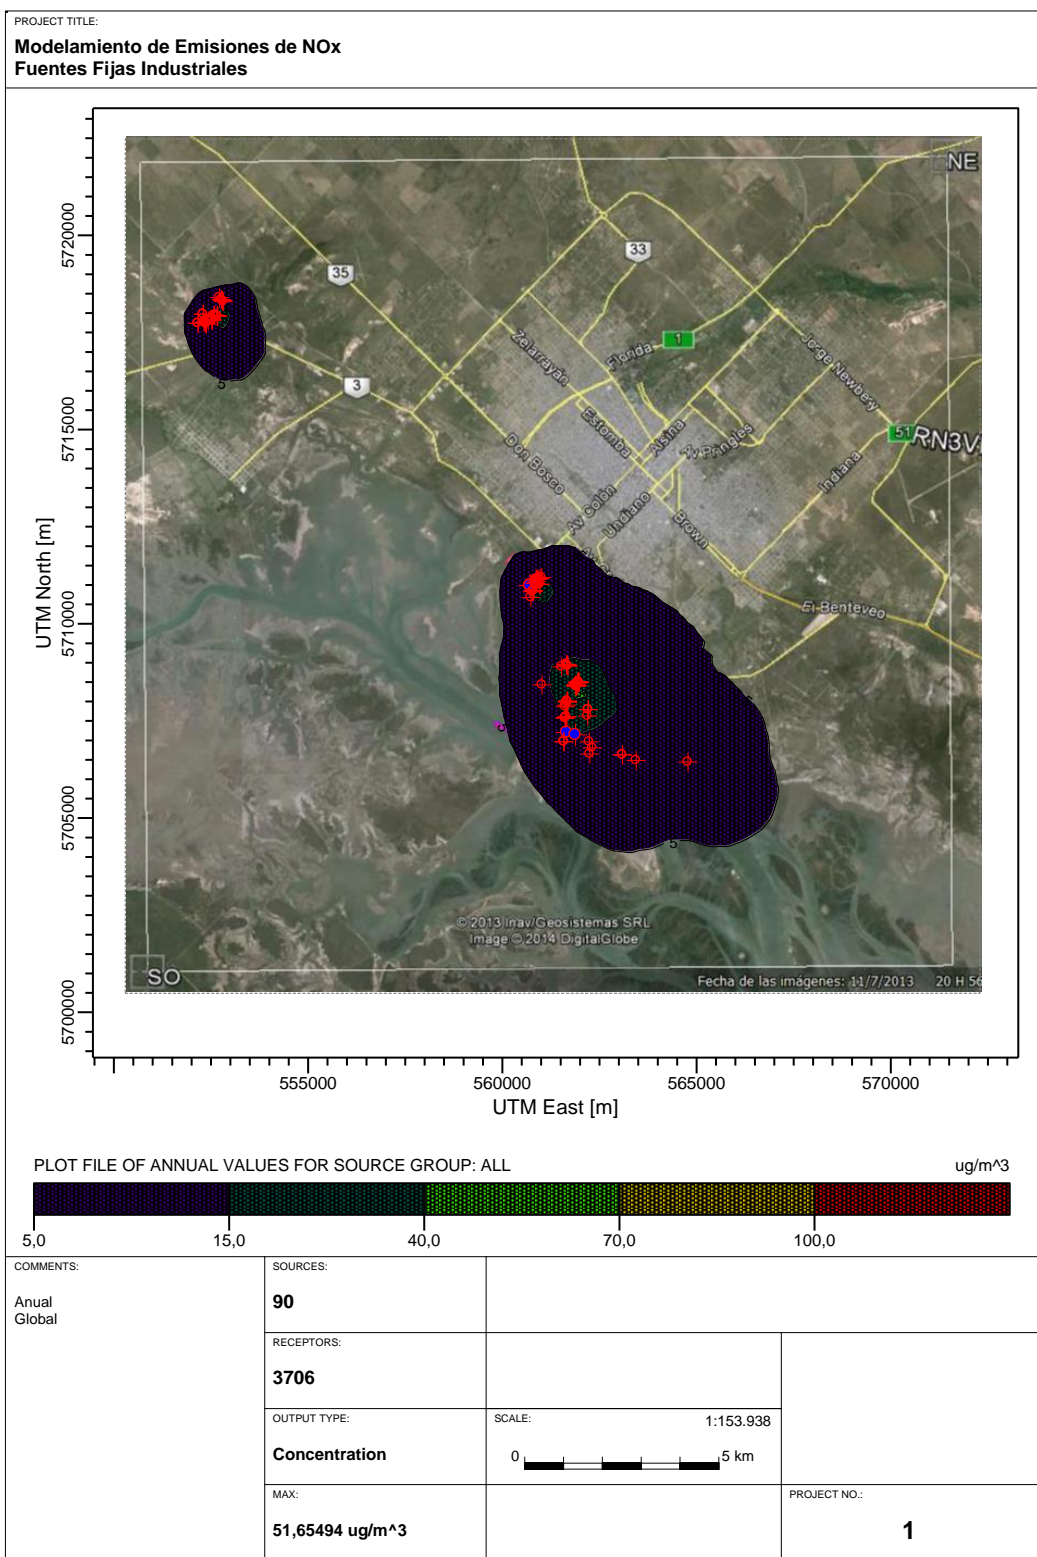 PROJECT TITLE:
Modelamiento de Emisiones de NOx
Fuentes Fijas Industriales
NE
33
35
1
Florida
Zelarrayán
Jorge Newbery
3
Estomba
Alsina
Av Pringles
51
RN3V
Don Bosco
Indiana
Av Colón
Undiano
Brown
El Benteveo
5
5
© 2013 Inav/Geosistemas SRL
Image © 2014 DigitalGlobe
SO
Fecha de las imágenes: 11/7/2013 20 H 56
UTM North [m]
5720000
5715000
5710000
5705000
5700000
555000 560000 565000 570000
UTM East [m]
PLOT FILE OF ANNUAL VALUES FOR SOURCE GROUP: ALL ug/m^3
5,0 15,0 40,0 70,0 100,0
COMMENTS:
Anual
Global
SOURCES:
90
RECEPTORS:
3706
OUTPUT TYPE:
Concentration
SCALE: 1:153.938
0 5 km
MAX:
51,65494 ug/m^3
PROJECT NO.:
1